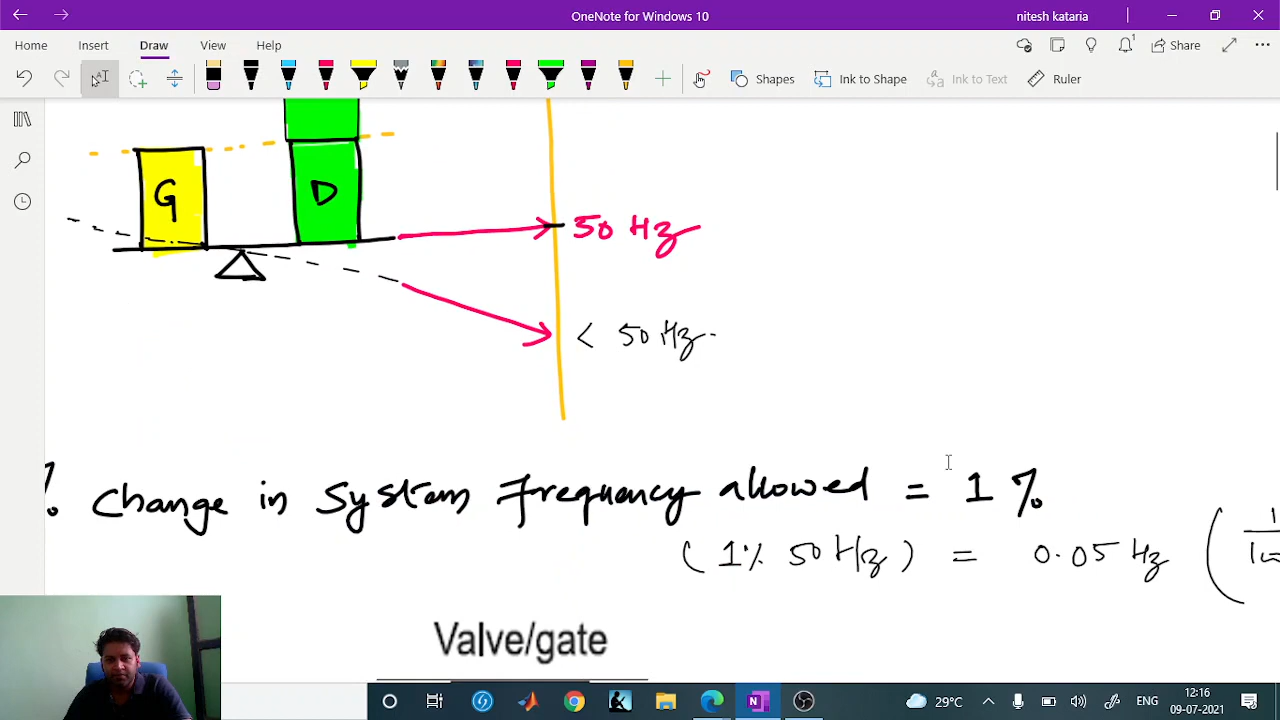 OneNote for Windows 10
nitesh kataria
Home Insert Draw View Help
Share
Shapes Ink to Shape Ink to Text Ruler
G D
50 Hz
< 50 Hz
% Change in System Frequency allowed = 1 %
(1% 50 Hz) = 0.05 Hz (
Valve/gate
29°C ENG 12:16
09-07-2021